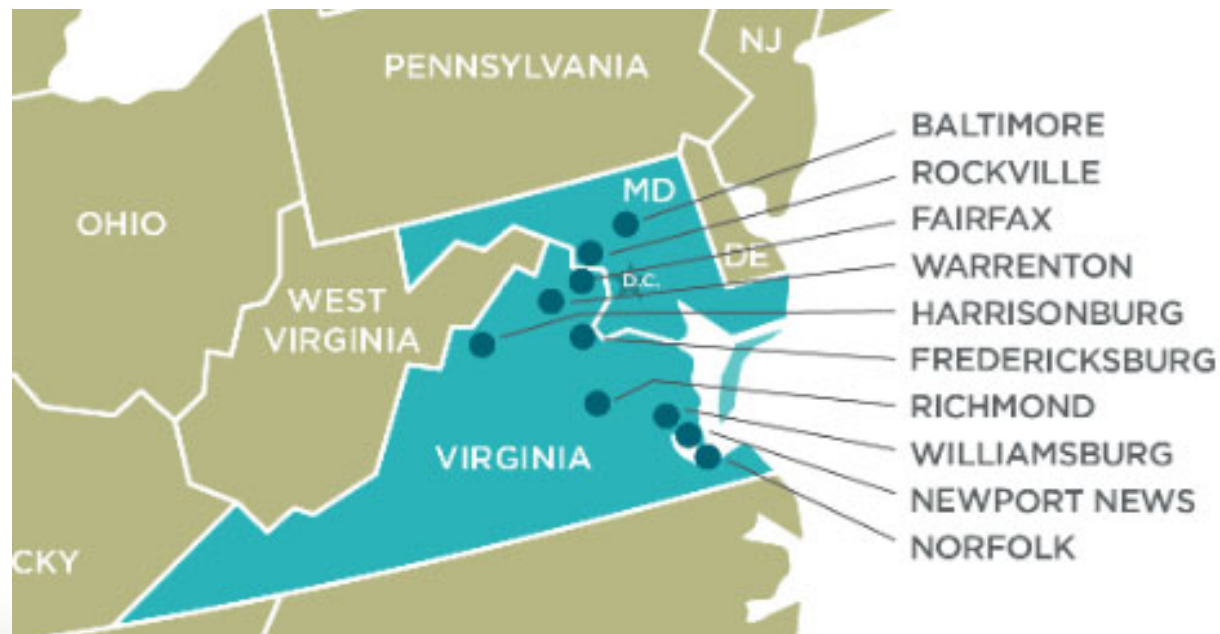 PENNSYLVANIA
NJ
OHIO
MD
DE
D.C.
WEST
VIRGINIA
VIRGINIA
CKY
BALTIMORE
ROCKVILLE
FAIRFAX
WARRENTON
HARRISONBURG
FREDERICKSBURG
RICHMOND
WILLIAMSBURG
NEWPORT NEWS
NORFOLK